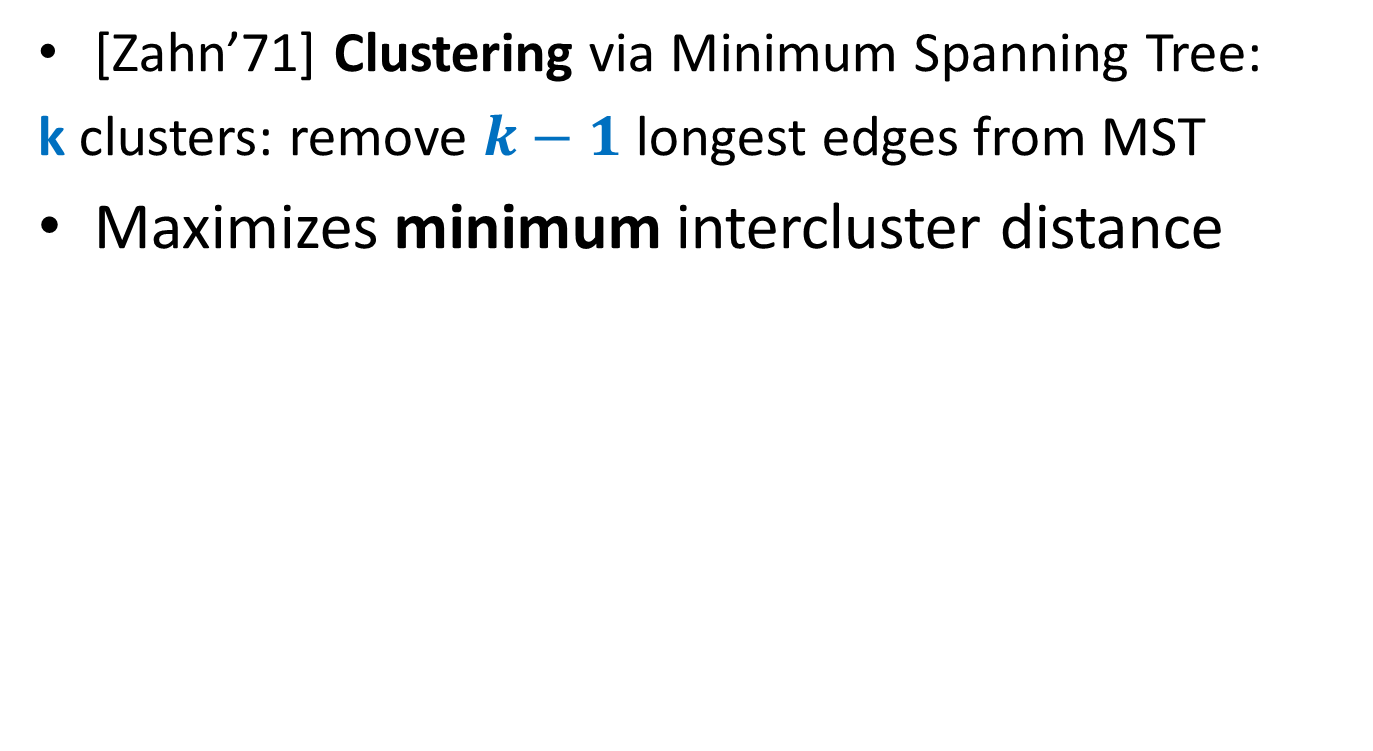 • [Zahn’71] Clustering via Minimum Spanning Tree:
k clusters: remove k − 1 longest edges from MST
• Maximizes minimum intercluster distance